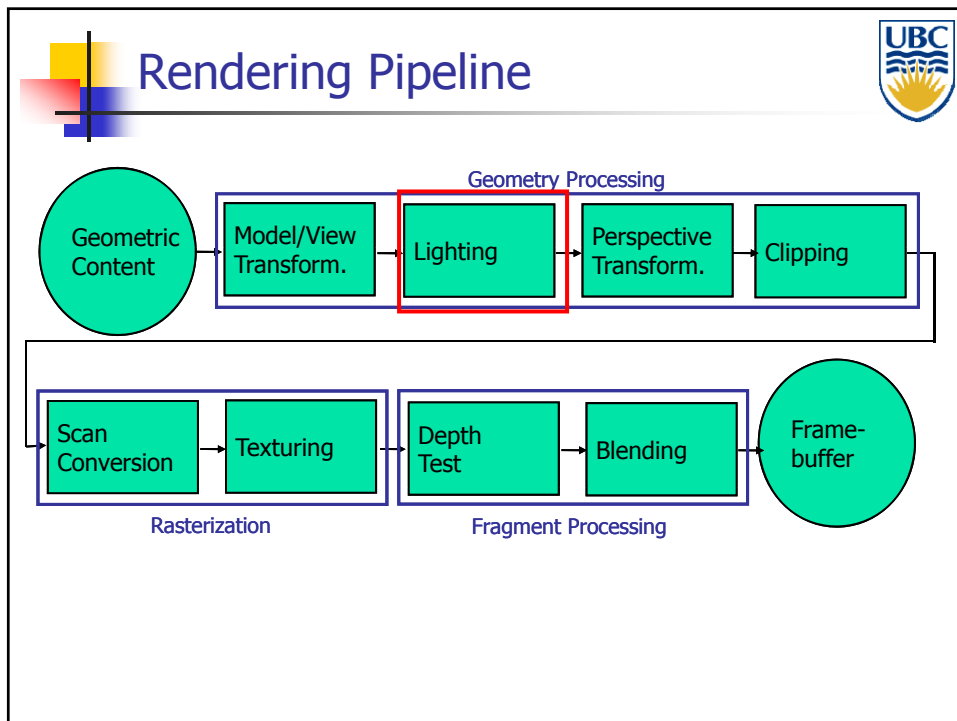 Rendering Pipeline
UBC
Geometry Processing
Geometric
Content
Model/View
Transform.
Lighting
Perspective
Transform.
Clipping
Scan
Conversion
Texturing
Depth
Test
Blending
Frame-
buffer
Rasterization
Fragment Processing